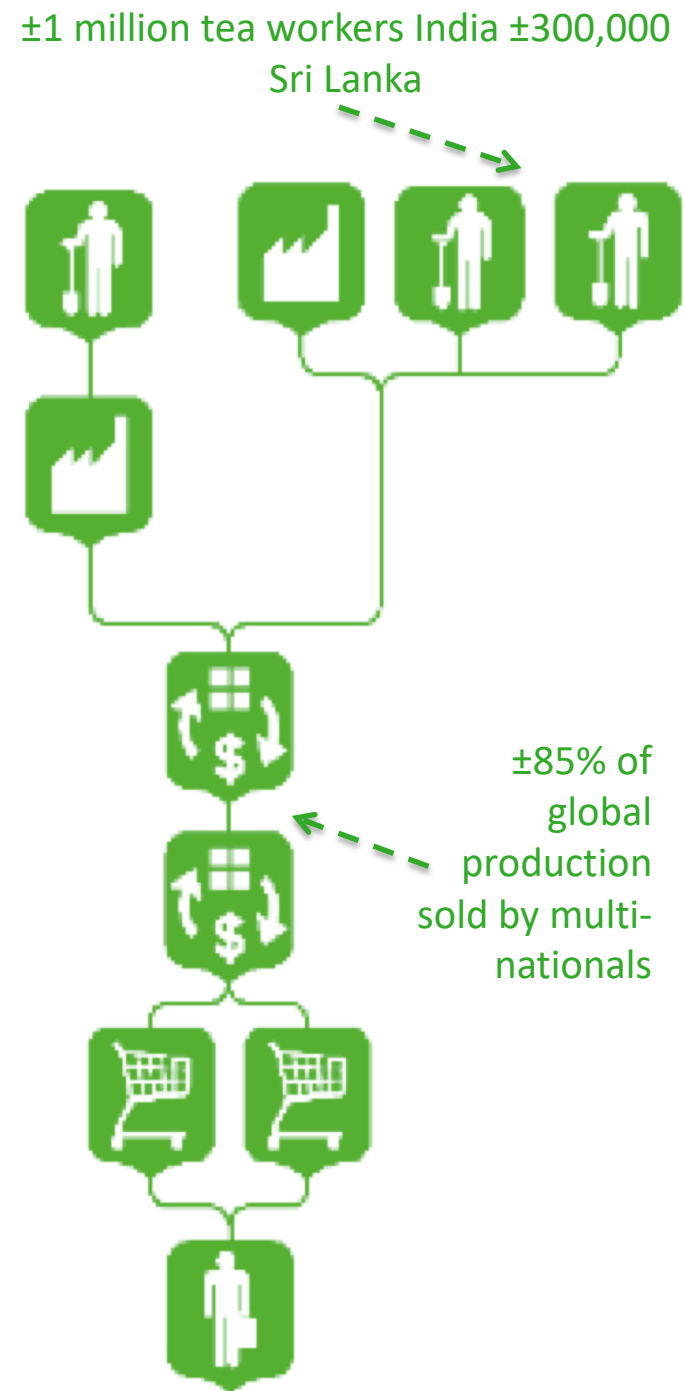 ±1 million tea workers India ±300,000
Sri Lanka
$
±85% of
global
production
sold by multi-
nationals
$